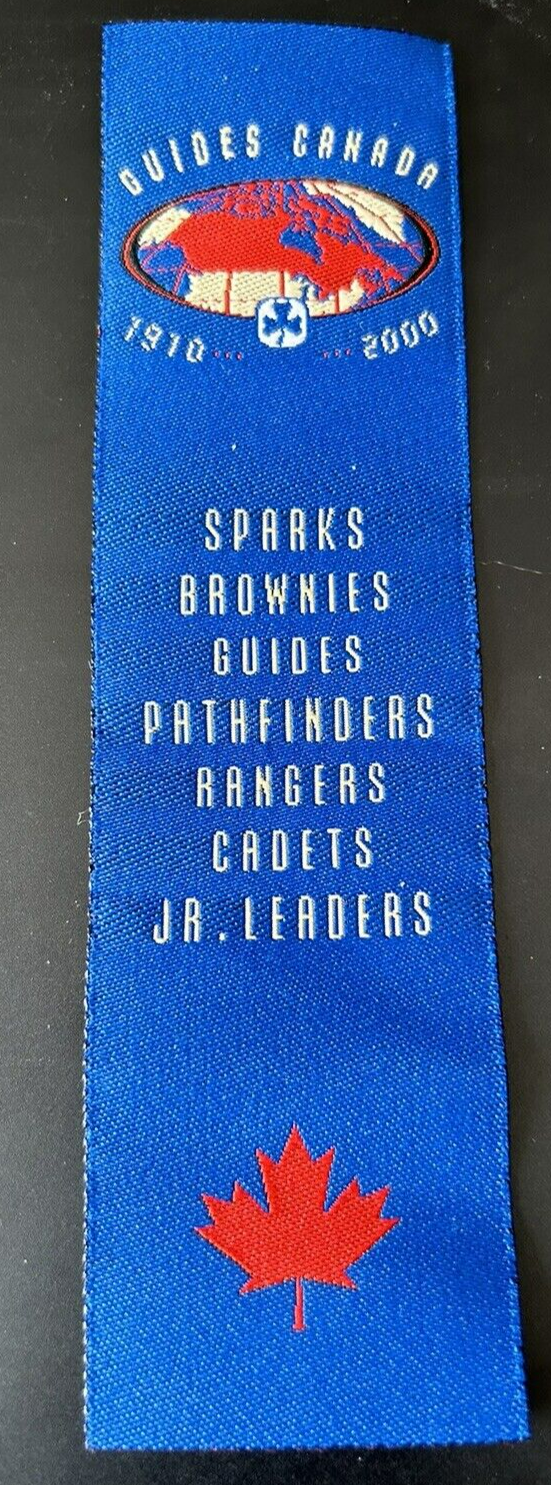 GUIDES CANADA
1910... ...2000
SPARKS
BROWNIES
GUIDES
PATHFINDERS
RANGERS
CADETS
JR. LEADERS